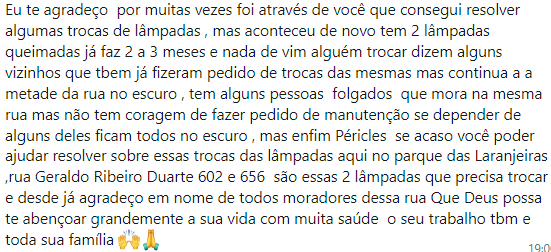 Eu te agradeço  por muitas vezes foi através de você que consegui resolver
algumas trocas de lâmpadas , mas aconteceu de novo tem 2 lâmpadas
queimadas já faz 2 a 3 meses e nada de vim alguém trocar dizem alguns
vizinhos que tbem já fizeram pedido de trocas das mesmas mas continua a a
metade da rua no escuro , tem alguns pessoas  folgados  que mora na mesma
rua mas não tem coragem de fazer pedido de manutenção se depender de
alguns deles ficam todos no escuro , mas enfim Péricles  se acaso você poder
ajudar resolver sobre essas trocas das lâmpadas aqui no parque das Laranjeiras
,rua Geraldo Ribeiro Duarte 602 e 656  são essas 2 lâmpadas que precisa trocar
e desde já agradeço em nome de todos moradores dessa rua Que Deus possa
te abençoar grandemente a sua vida com muita saúde  o seu trabalho tbm e
toda sua família 🙌🙏